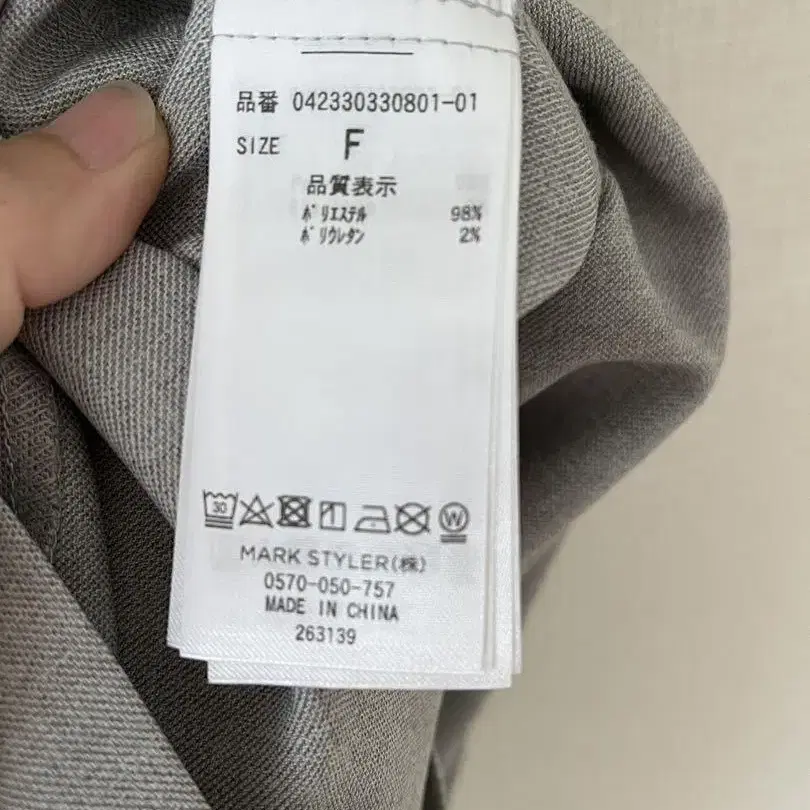 品番 042330330801-01
SIZE F
品質表示
ﾎﾟﾘｴｽﾃﾙ 98%
ﾎﾟﾘｳﾚﾀﾝ 2%
30 W
MARK STYLER(株)
0570-050-757
MADE IN CHINA
263139